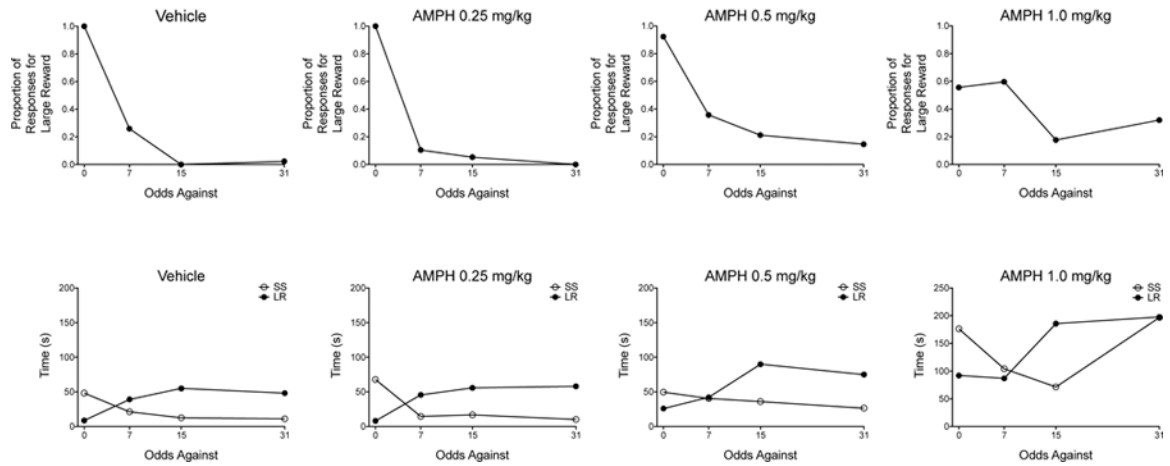 Vehicle
1.0
0.8
0.6
0.4
0.2
0.0
Proportion of
Responses for
Large Reward
0 7 15 31
Odds Against
AMPH 0.25 mg/kg
1.0
0.8
0.6
0.4
0.2
0.0
Proportion of
Responses for
Large Reward
0 7 15 31
Odds Against
AMPH 0.5 mg/kg
1.0
0.8
0.6
0.4
0.2
0.0
Proportion of
Responses for
Large Reward
0 7 15 31
Odds Against
AMPH 1.0 mg/kg
1.0
0.8
0.6
0.4
0.2
0.0
Proportion of
Responses for
Large Reward
0 7 15 31
Odds Against
Vehicle
SS
LR
200
150
100
50
0
Time (s)
0 7 15 31
Odds Against
AMPH 0.25 mg/kg
SS
LR
200
150
100
50
0
Time (s)
0 7 15 31
Odds Against
AMPH 0.5 mg/kg
SS
LR
200
150
100
50
0
Time (s)
0 7 15 31
Odds Against
AMPH 1.0 mg/kg
SS
LR
250
200
150
100
50
0
Time (s)
0 7 15 31
Odds Against